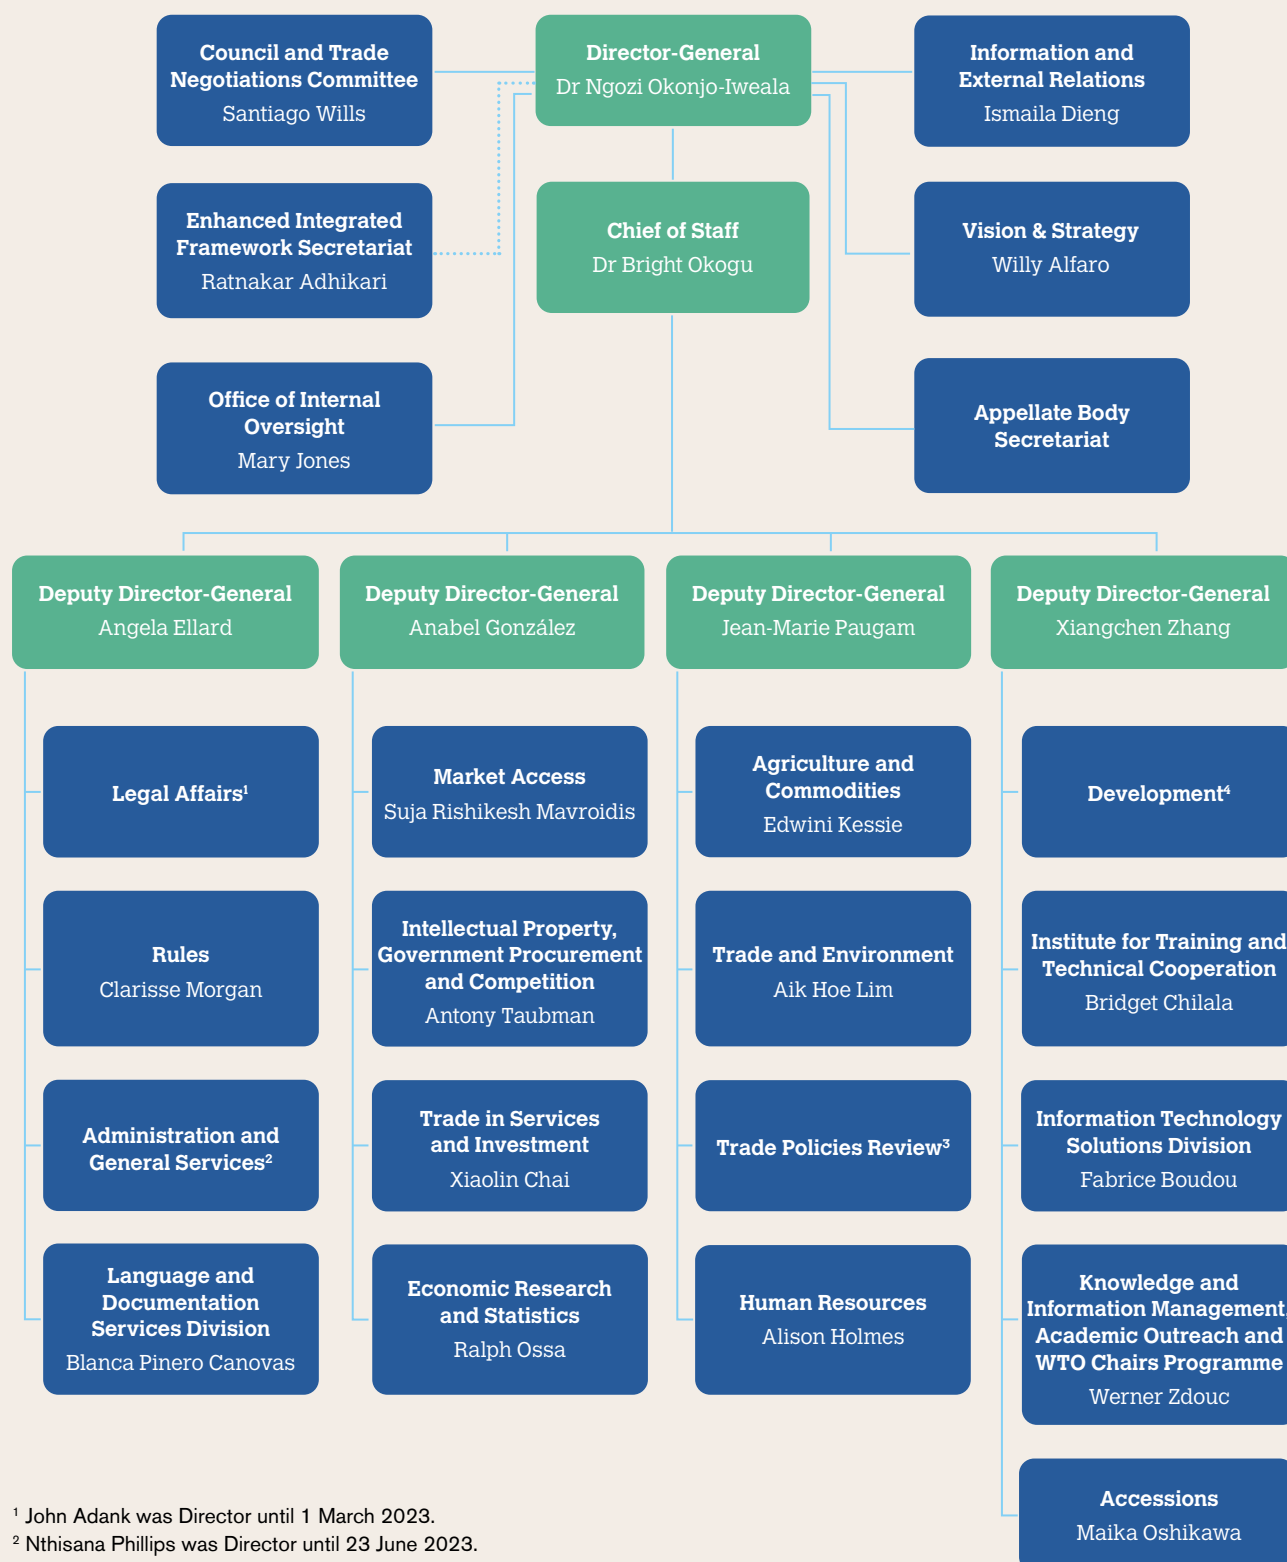 Council and Trade
Negotiations Committee
Santiago Wills
Director-General
Dr Ngozi Okonjo-Iweala
Information and
External Relations
Ismaila Dieng
Enhanced Integrated
Framework Secretariat
Ratnakar Adhikari
Chief of Staff
Dr Bright Okogu
Vision & Strategy
Willy Alfaro
Office of Internal
Oversight
Mary Jones
Appellate Body
Secretariat
Deputy Director-General
Angela Ellard
Deputy Director-General
Anabel González
Deputy Director-General
Jean-Marie Paugam
Deputy Director-General
Xiangchen Zhang
Legal Affairs¹
Market Access
Suja Rishikesh Mavroidis
Agriculture and
Commodities
Edwini Kessie
Development⁴
Rules
Clarisse Morgan
Intellectual Property,
Government Procurement
and Competition
Antony Taubman
Trade and Environment
Aik Hoe Lim
Institute for Training and
Technical Cooperation
Bridget Chilala
Administration and
General Services²
Trade in Services
and Investment
Xiaolin Chai
Trade Policies Review³
Information Technology
Solutions Division
Fabrice Boudou
Language and
Documentation
Services Division
Blanca Pinero Canovas
Economic Research
and Statistics
Ralph Ossa
Human Resources
Alison Holmes
Knowledge and
Information Management,
Academic Outreach and
WTO Chairs Programme
Werner Zdouc
Accessions
Maika Oshikawa
¹ John Adank was Director until 1 March 2023.
² Nthisana Phillips was Director until 23 June 2023.